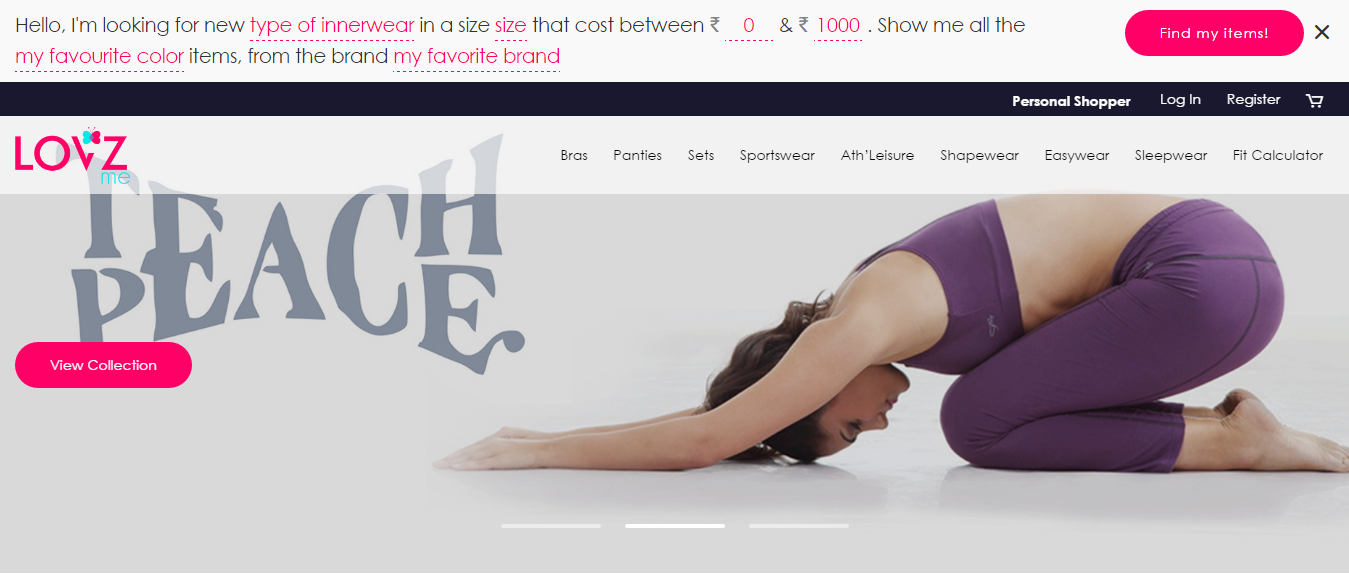 Hello, I'm looking for new type of innerwear in a size size that cost between ₹ 0 & ₹ 1000 . Show me all the
my favourite color items, from the brand my favorite brand
Find my items!
Personal Shopper Log In Register
LOVZ
me
Bras Panties Sets Sportswear Ath'Leisure Shapewear Easywear Sleepwear Fit Calculator
TEACH
PEACE
View Collection